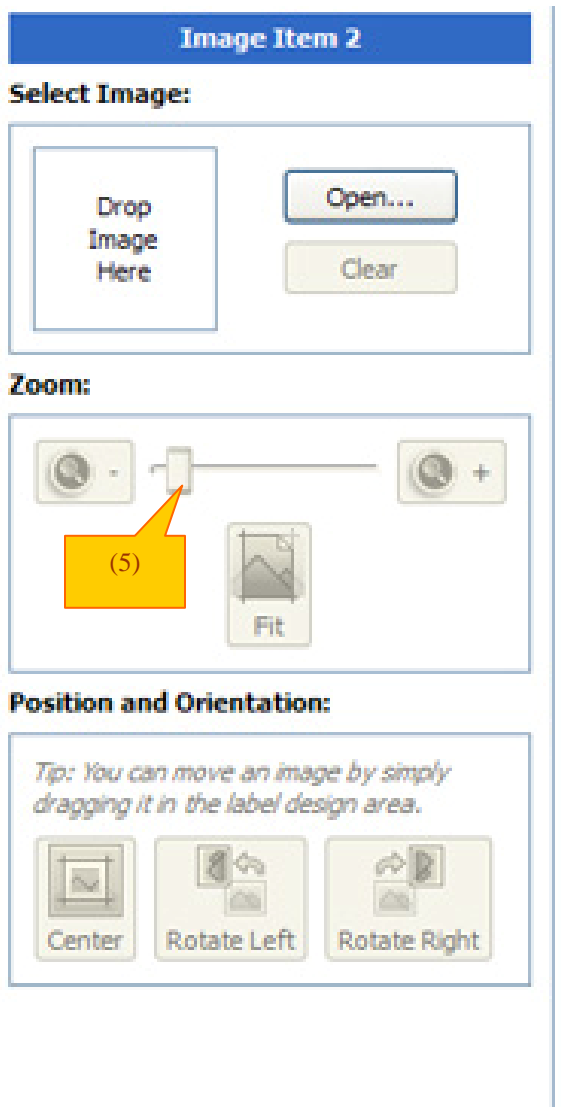 Image Item 2
Select Image:
Drop
Image
Here
Open...
Clear
Zoom:
-
+
(5)
Fit
Position and Orientation:
Tip: You can move an image by simply
dragging it in the label design area.
Center
Rotate Left
Rotate Right